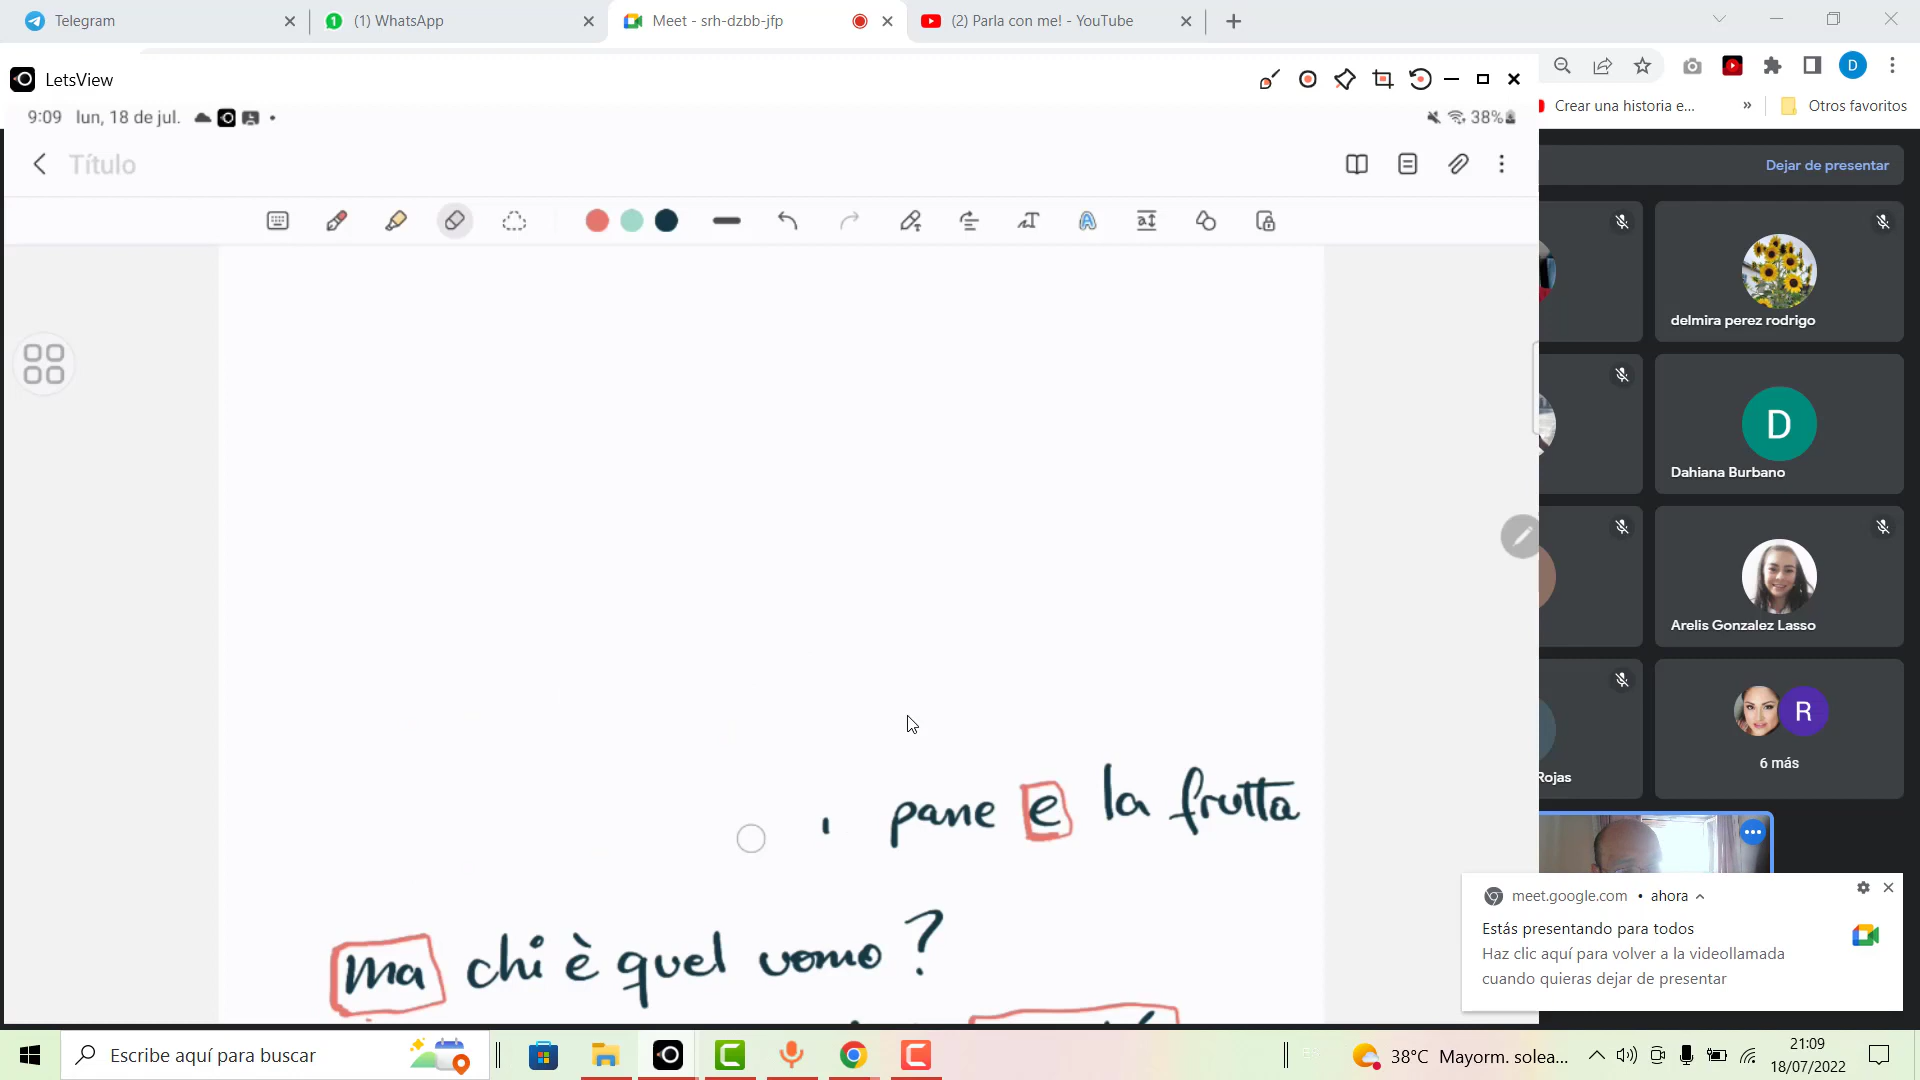 Telegram
(1) WhatsApp
Meet - srh-dzbb-jfp
(2) Parla con me! - YouTube
LetsView
D
Crear una historia e...
»
Otros favoritos
9:09 lun, 18 de jul.
38%
Título
Dejar de presentar
delmira perez rodrigo
D
Dahiana Burbano
Arelis Gonzalez Lasso
R
Rojas
6 más
pane e la frutta
ma chi è quel uomo ?
meet.google.com • ahora
Estás presentando para todos
Haz clic aquí para volver a la videollamada
cuando quieras dejar de presentar
Escribe aquí para buscar
38°C Mayorm. solea...
21:09
18/07/2022